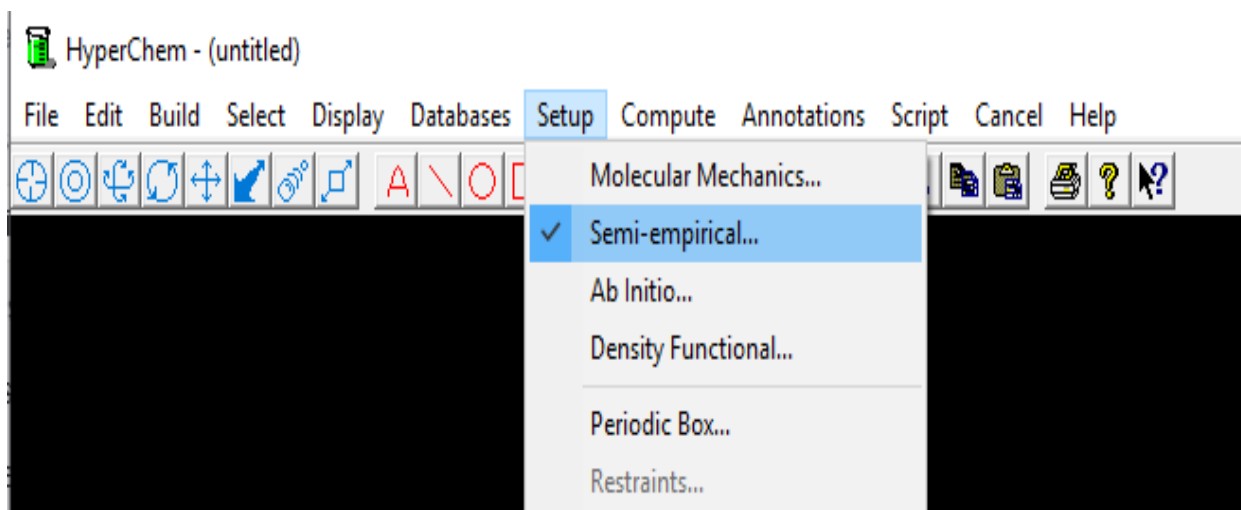 HyperChem - (untitled)
File Edit Build Select Display Databases Setup Compute Annotations Script Cancel Help
A ? ?
Molecular Mechanics...
Semi-empirical...
Ab Initio...
Density Functional...
Periodic Box...
Restraints...